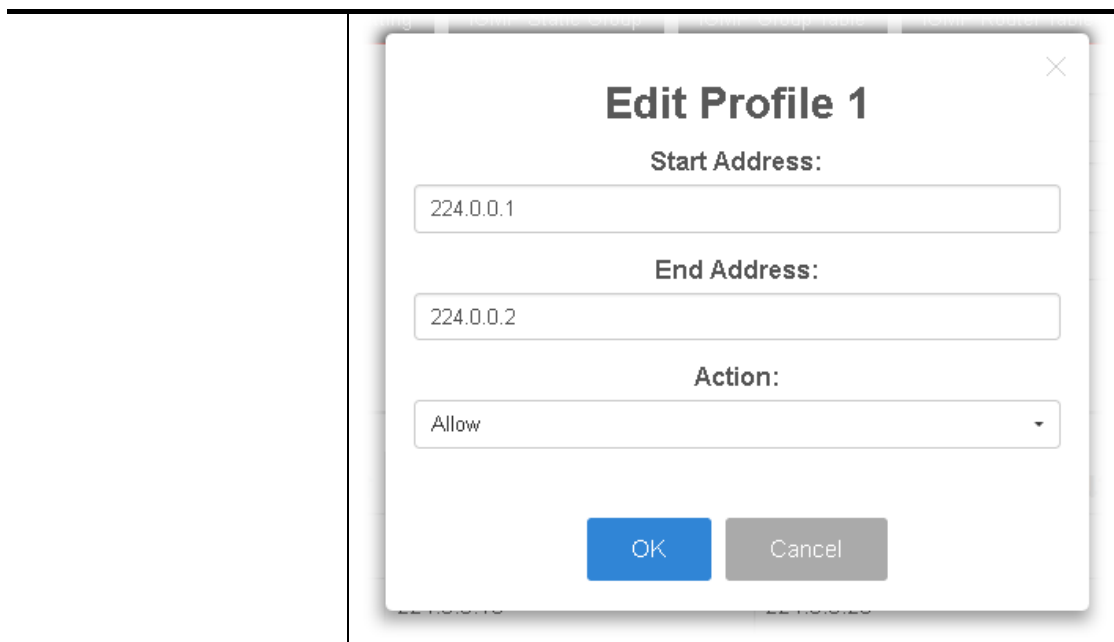 Edit Profile 1
Start Address:
224.0.0.1
End Address:
224.0.0.2
Action:
Allow
OK Cancel